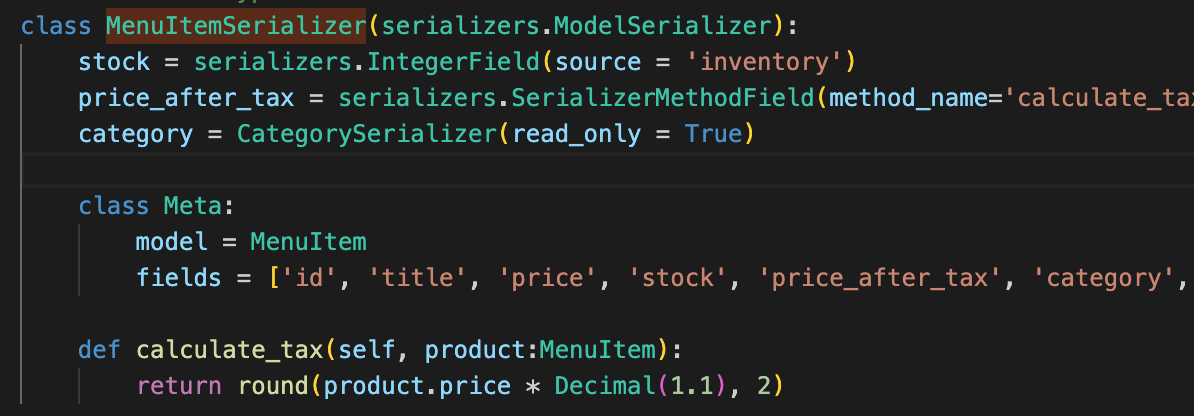 class MenuItemSerializer(serializers.ModelSerializer):
    stock = serializers.IntegerField(source = 'inventory')
    price_after_tax = serializers.SerializerMethodField(method_name='calculate_tax
    category = CategorySerializer(read_only = True)
    class Meta:
        model = MenuItem
        fields = ['id', 'title', 'price', 'stock', 'price_after_tax', 'category',
    def calculate_tax(self, product:MenuItem):
        return round(product.price * Decimal(1.1), 2)